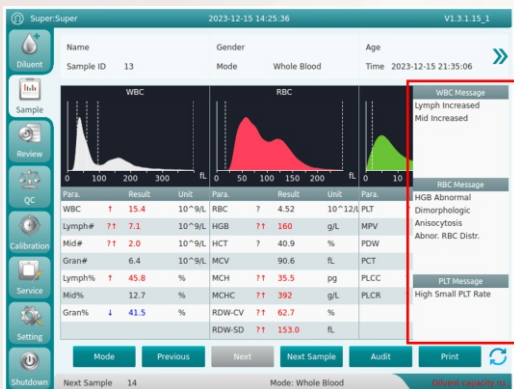 Super:Super 2023-12-15 14:25:36 V1.3.1.15_1
Diluent
Sample
Review
QC
Calibration
Service
Setting
Shutdown
Name Gender Age
Sample ID 13 Mode Whole Blood Time 2023-12-15 21:35:06
WBC RBC
0 100 200 300 fL 0 50 100 150 200 fL 0 10
Para. Result Unit Para. Result Unit Para.
WBC ↑ 15.4 10^9/L RBC ? 4.52 10^12/L PLT
Lymph# ?↑ 7.1 10^9/L HGB ?↑ 160 g/L MPV
Mid# ?↑ 2.0 10^9/L HCT ? 40.9 % PDW
Gran# 6.4 10^9/L MCV 90.6 fL PCT
Lymph% ↑ 45.8 % MCH ?↑ 35.5 pg PLCC
Mid% 12.7 % MCHC ?↑ 392 g/L PLCR
Gran% ↓ 41.5 % RDW-CV ?↑ 62.7 %
RDW-SD ?↑ 153.0 fL
WBC Message
Lymph Increased
Mid Increased
RBC Message
HGB Abnormal
Dimorphologic
Anisocytosis
Abnor. RBC Distr.
PLT Message
High Small PLT Rate
Mode Previous Next Next Sample Audit Print
Next Sample 14 Mode: Whole Blood Diluent capacity ru